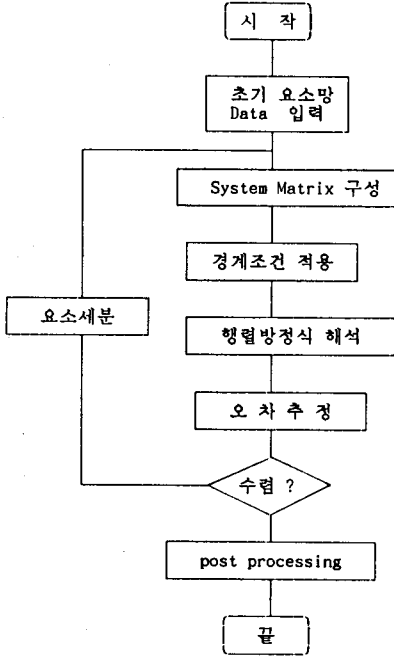 시 작
초기 요소망
Data 입력
System Matrix 구성
경계조건 적용
요소세분
행렬방정식 해석
오 차 추 정
수렴 ?
post processing
끝